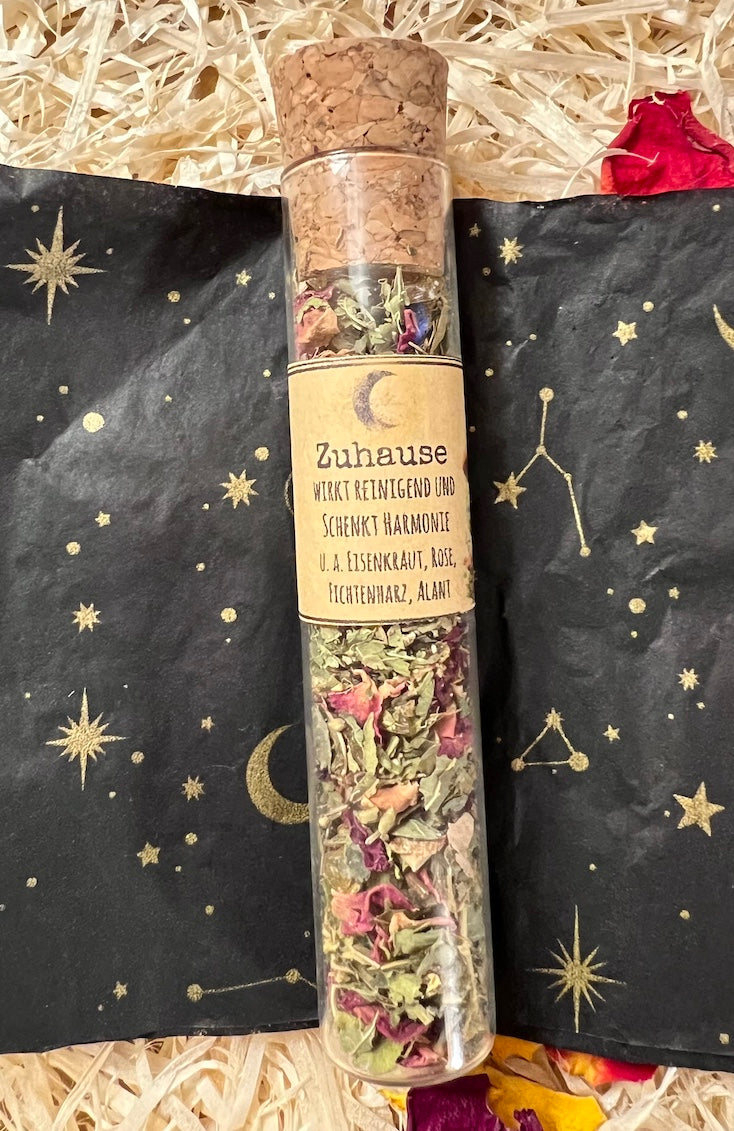 Zuhause
WIRKT REINIGEND UND
SCHENKT HARMONIE
U. A. EISENKRAUT, ROSE,
FICHTENHARZ, ALANT